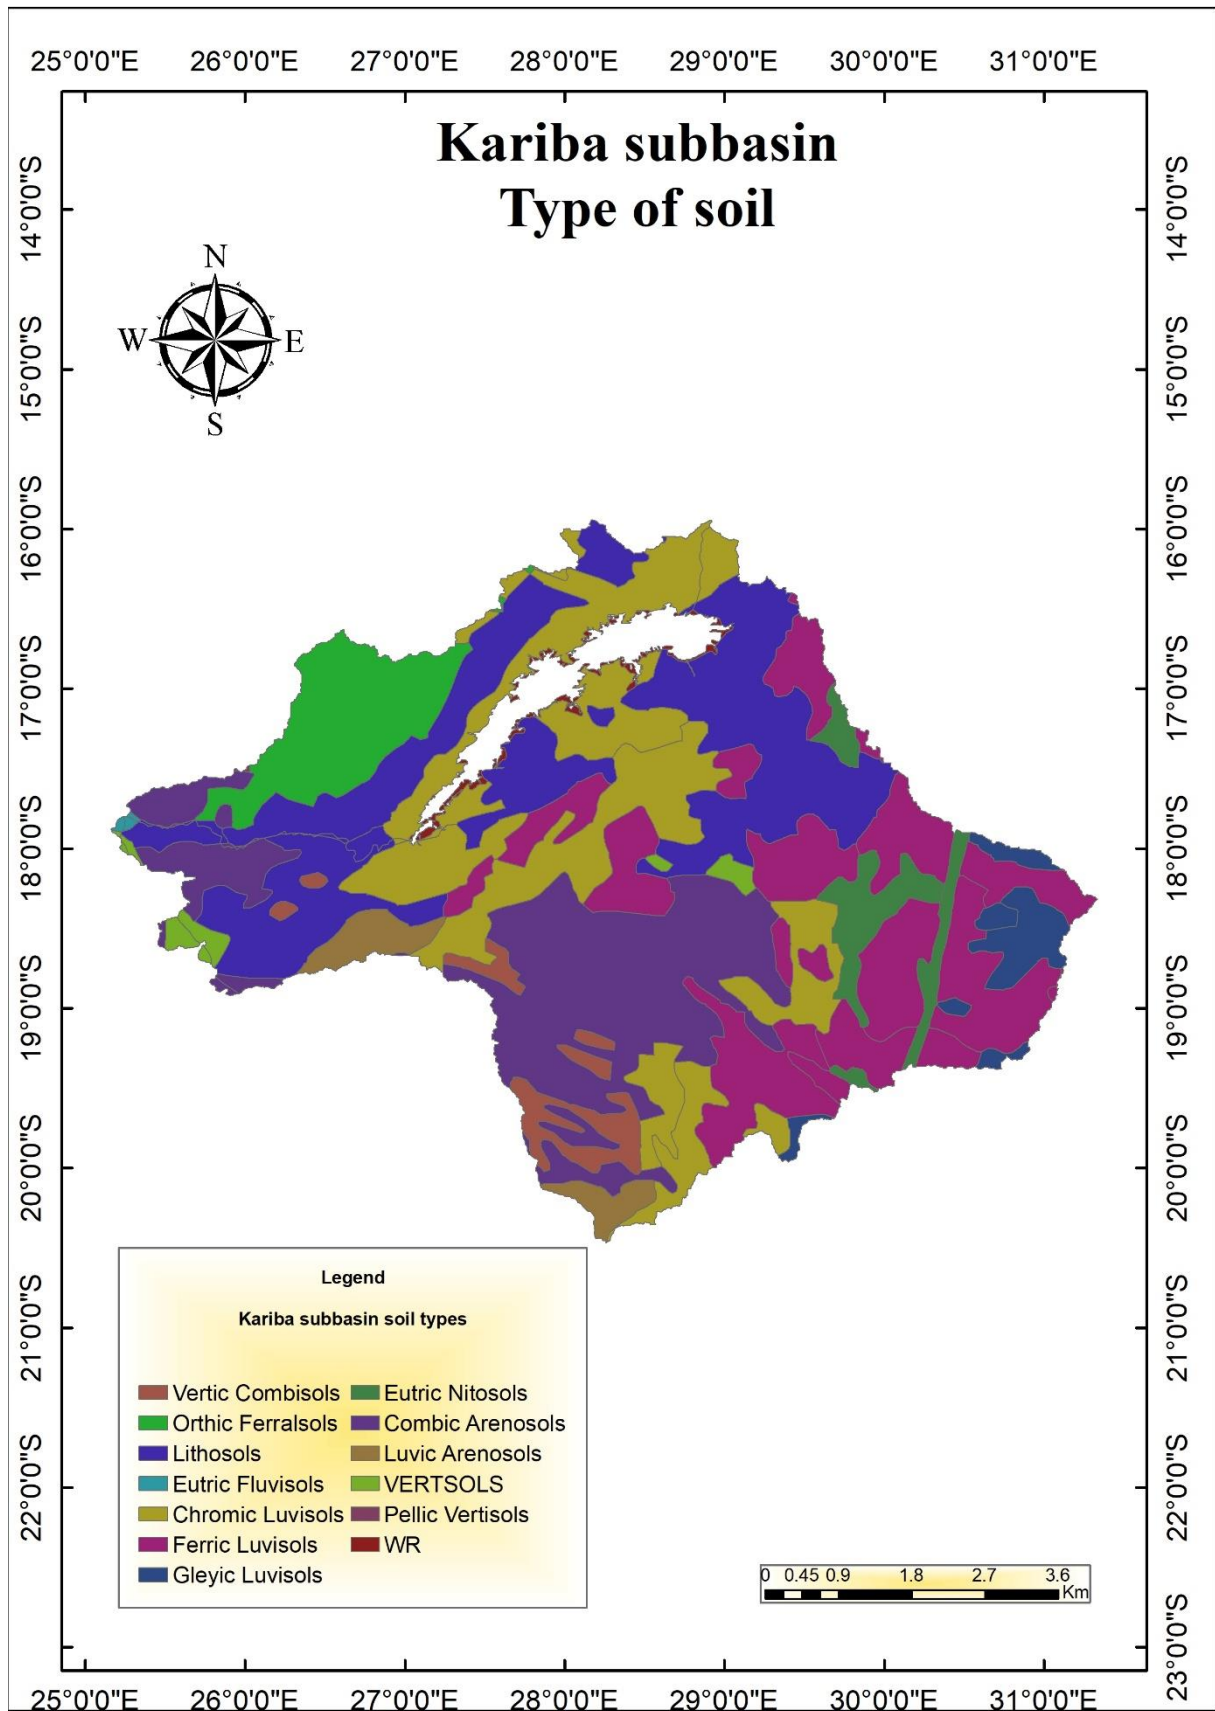 25°0'0"E 26°0'0"E 27°0'0"E 28°0'0"E 29°0'0"E 30°0'0"E 31°0'0"E
Kariba subbasin
Type of soil
N
W E
S
14°0'0"S 14°0'0"S
15°0'0"S 15°0'0"S
16°0'0"S 16°0'0"S
17°0'0"S 17°0'0"S
18°0'0"S 18°0'0"S
19°0'0"S 19°0'0"S
20°0'0"S 20°0'0"S
21°0'0"S 21°0'0"S
22°0'0"S 22°0'0"S
23°0'0"S
Legend
Kariba subbasin soil types
Vertic Combisols Eutric Nitosols
Orthic Ferralsols Combic Arenosols
Lithosols Luvic Arenosols
Eutric Fluvisols VERTSOLS
Chromic Luvisols Pellic Vertisols
Ferric Luvisols WR
Gleyic Luvisols
0 0.45 0.9 1.8 2.7 3.6
Km
25°0'0"E 26°0'0"E 27°0'0"E 28°0'0"E 29°0'0"E 30°0'0"E 31°0'0"E